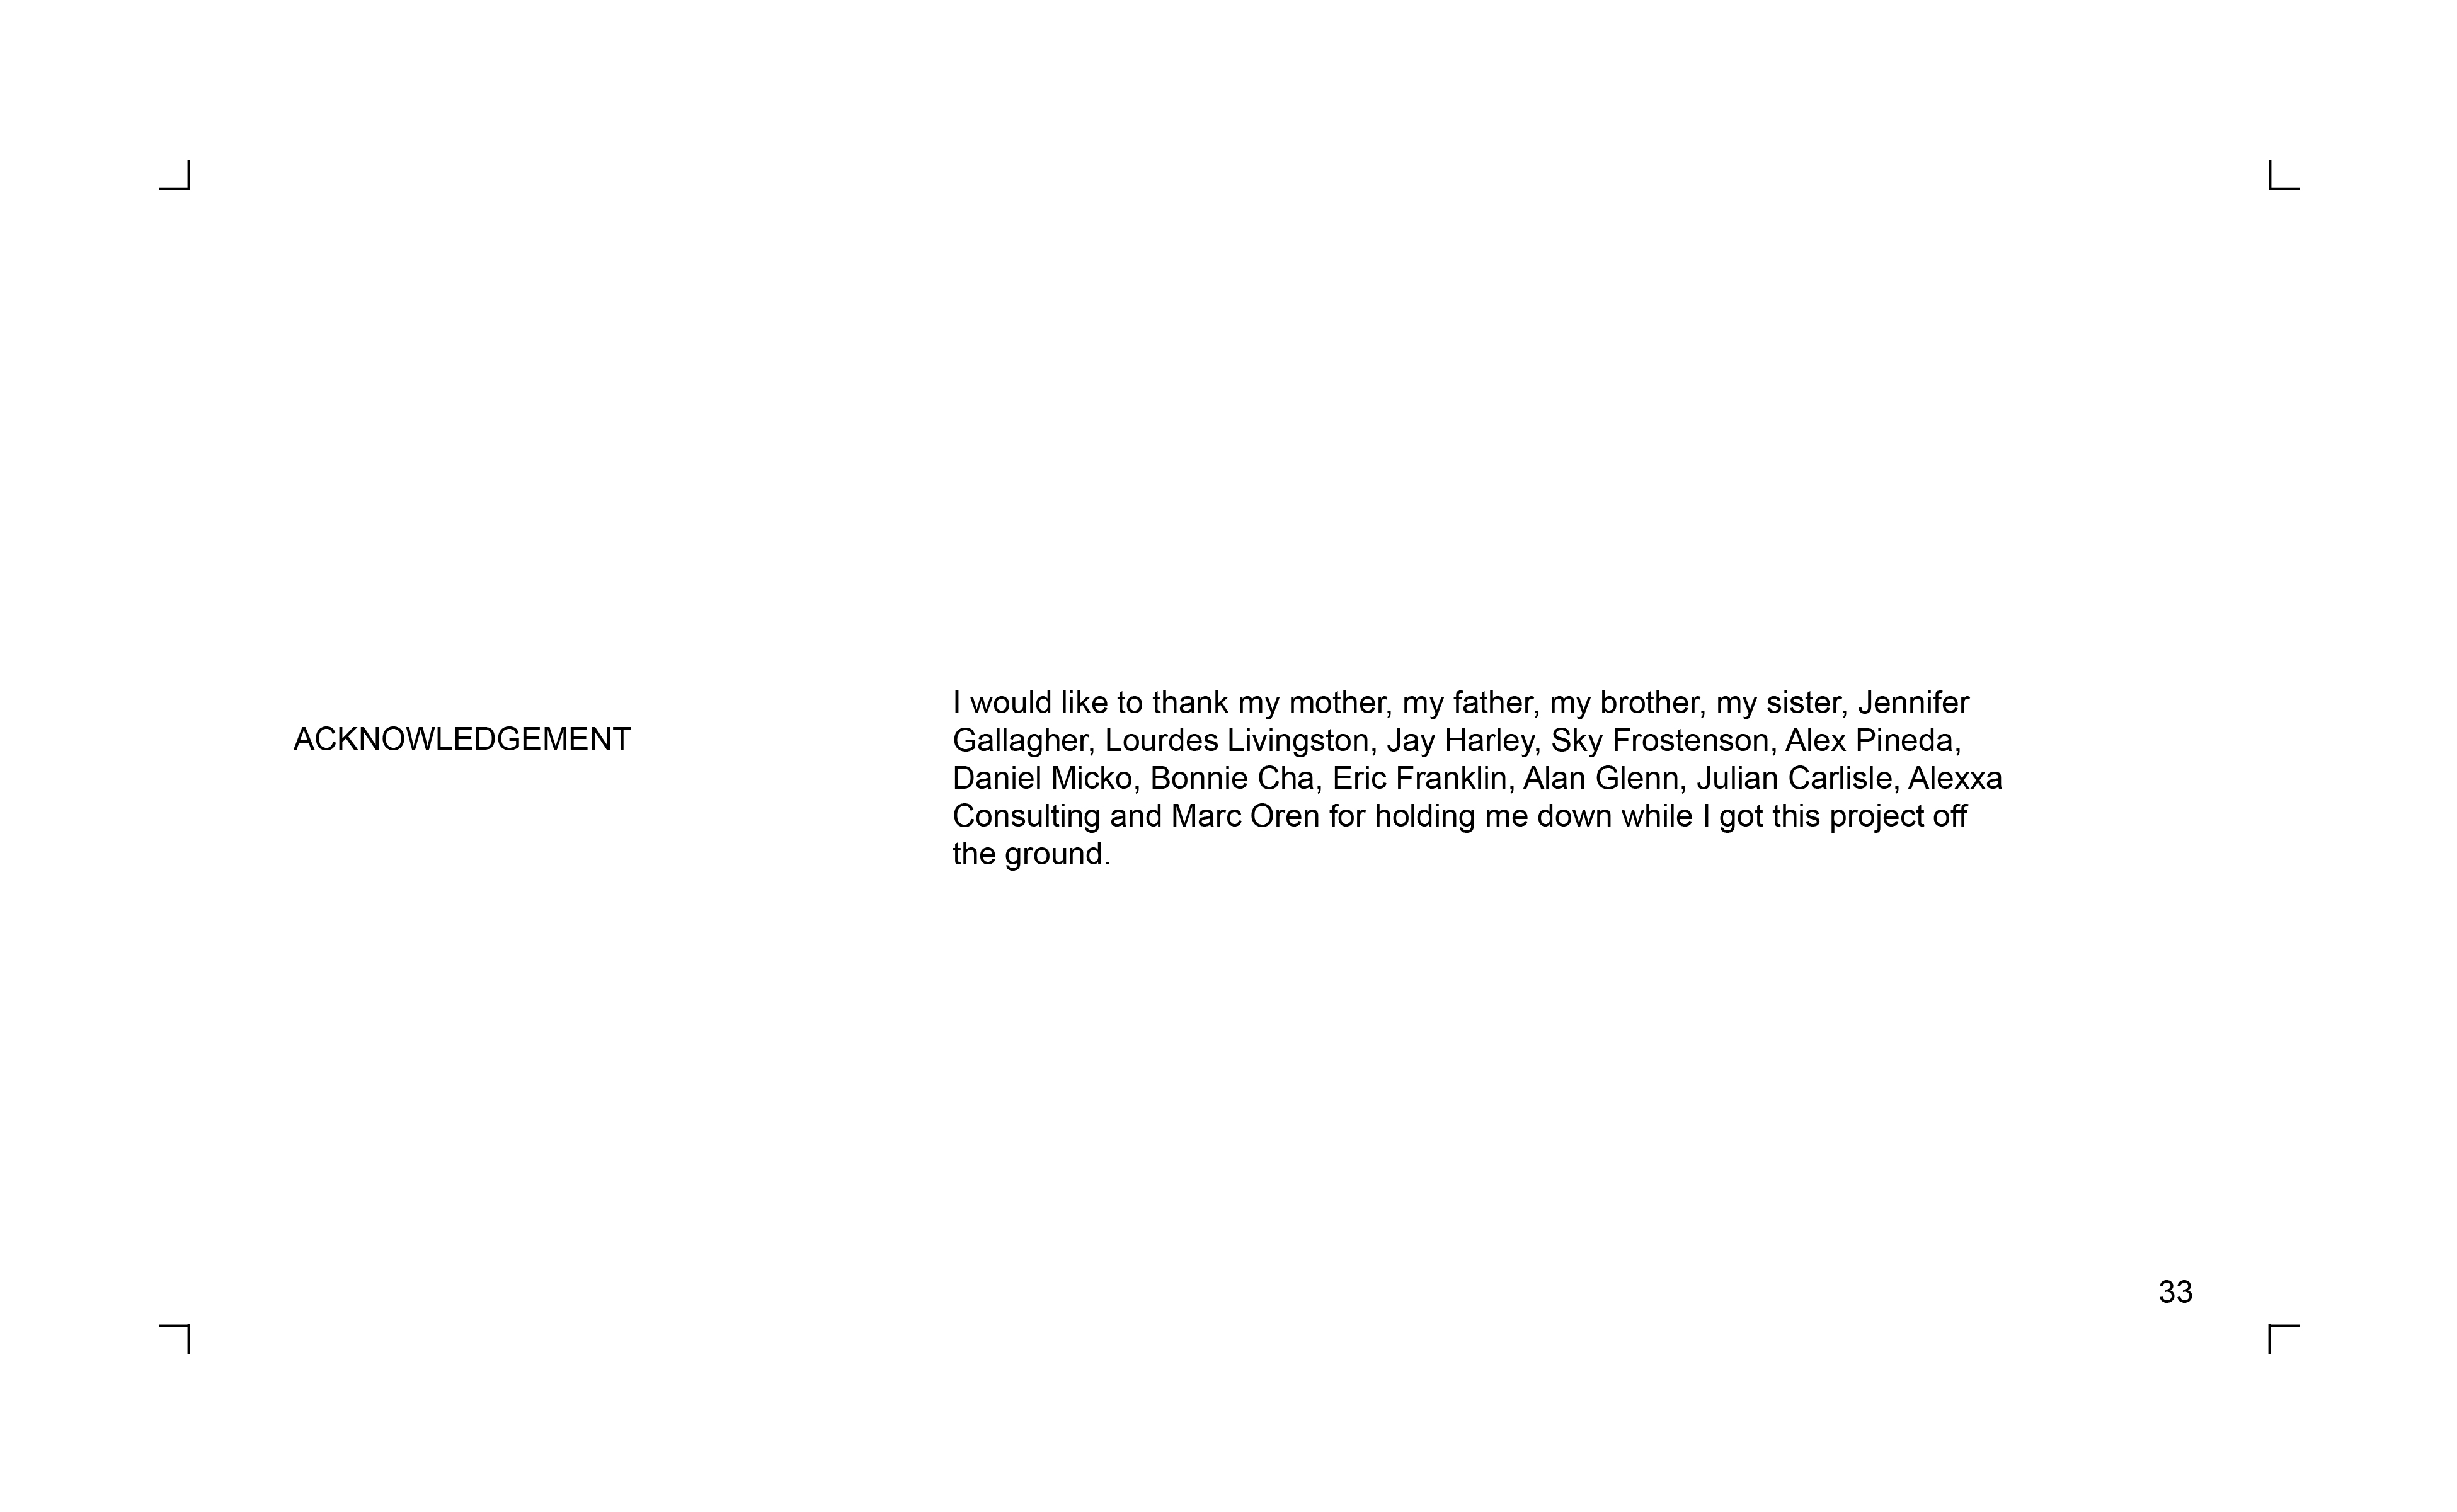 ACKNOWLEDGEMENT
I would like to thank my mother, my father, my brother, my sister, Jennifer
Gallagher, Lourdes Livingston, Jay Harley, Sky Frostenson, Alex Pineda,
Daniel Micko, Bonnie Cha, Eric Franklin, Alan Glenn, Julian Carlisle, Alexxa
Consulting and Marc Oren for holding me down while I got this project off
the ground.
33